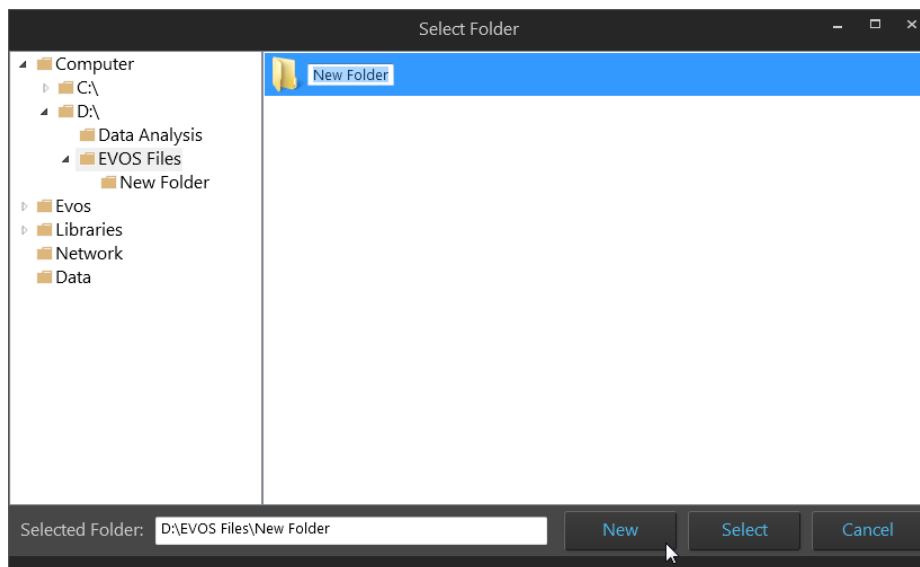 Select Folder
Computer
C:\
D:\
Data Analysis
EVOS Files
New Folder
Evos
Libraries
Network
Data
New Folder
Selected Folder:
D:\EVOS Files\New Folder
New
Select
Cancel